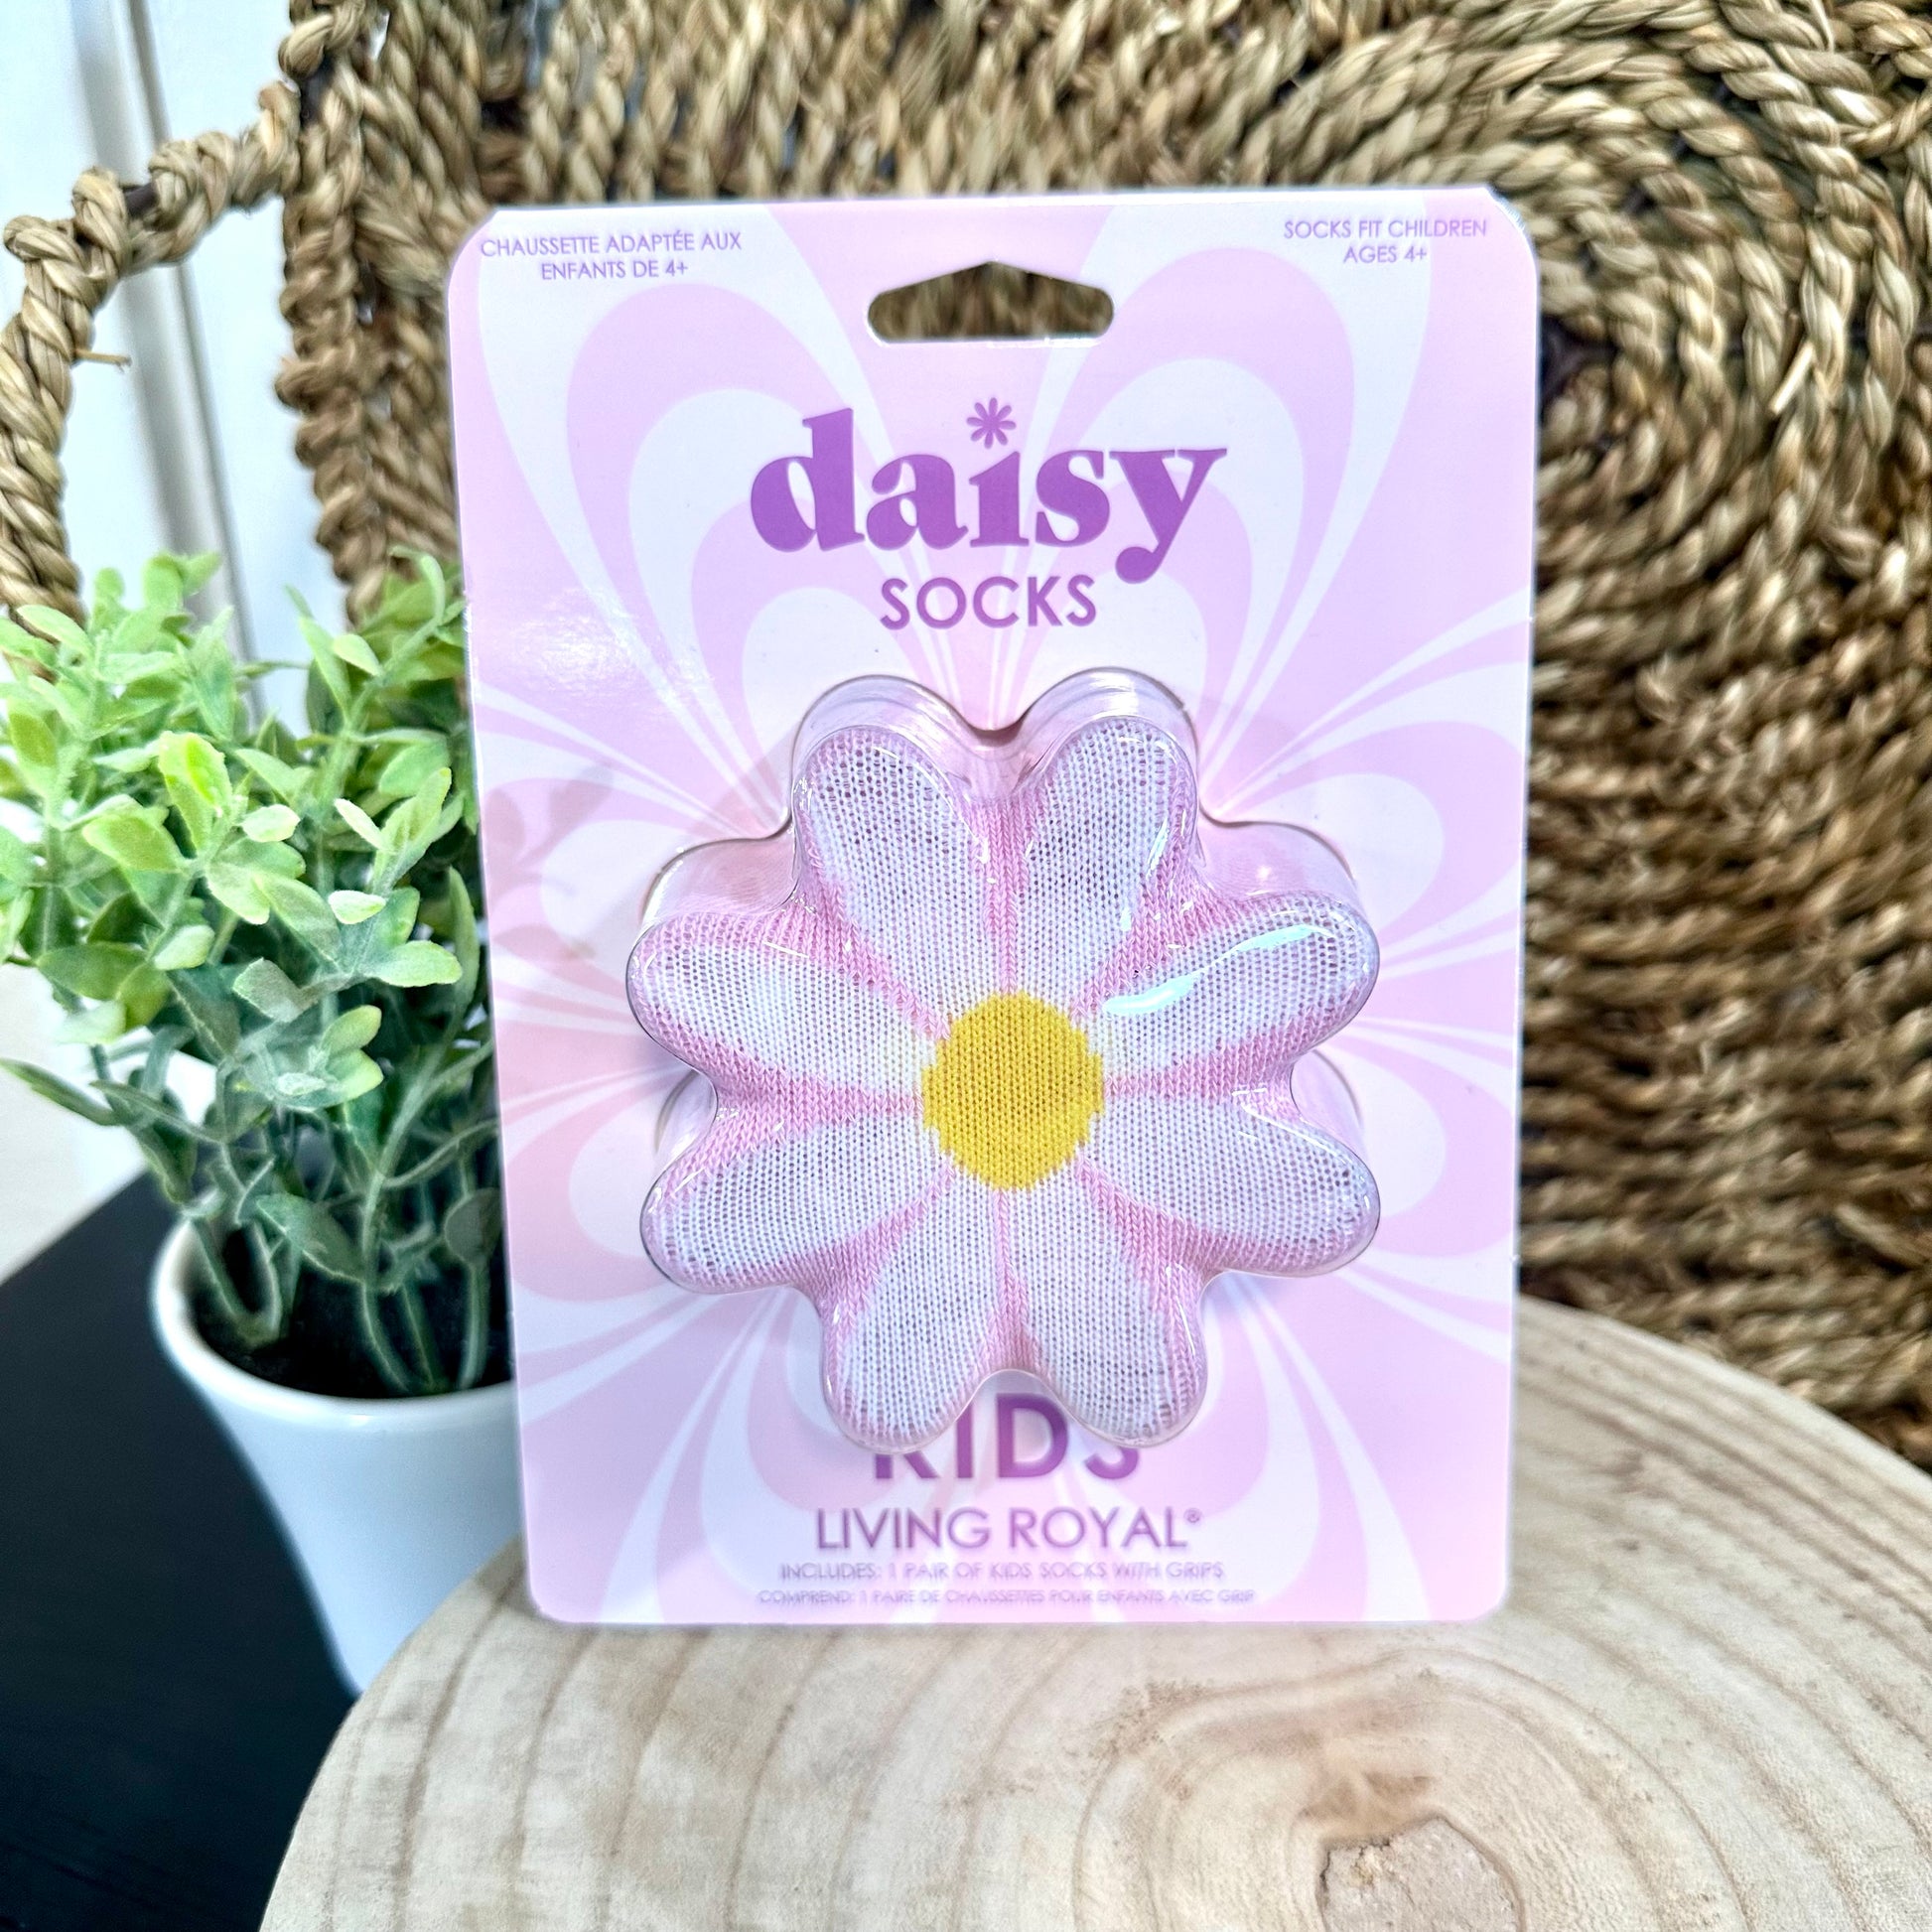 CHAUSSETTE ADAPTÉE AUX
ENFANTS DE 4+
SOCKS FIT CHILDREN
AGES 4+
daisy
SOCKS
KIDS
LIVING ROYAL®
INCLUDES: 1 PAIR OF KIDS SOCKS WITH GRIPS
COMPREND: 1 PAIRE DE CHAUSSETTES POUR ENFANTS AVEC GRIP